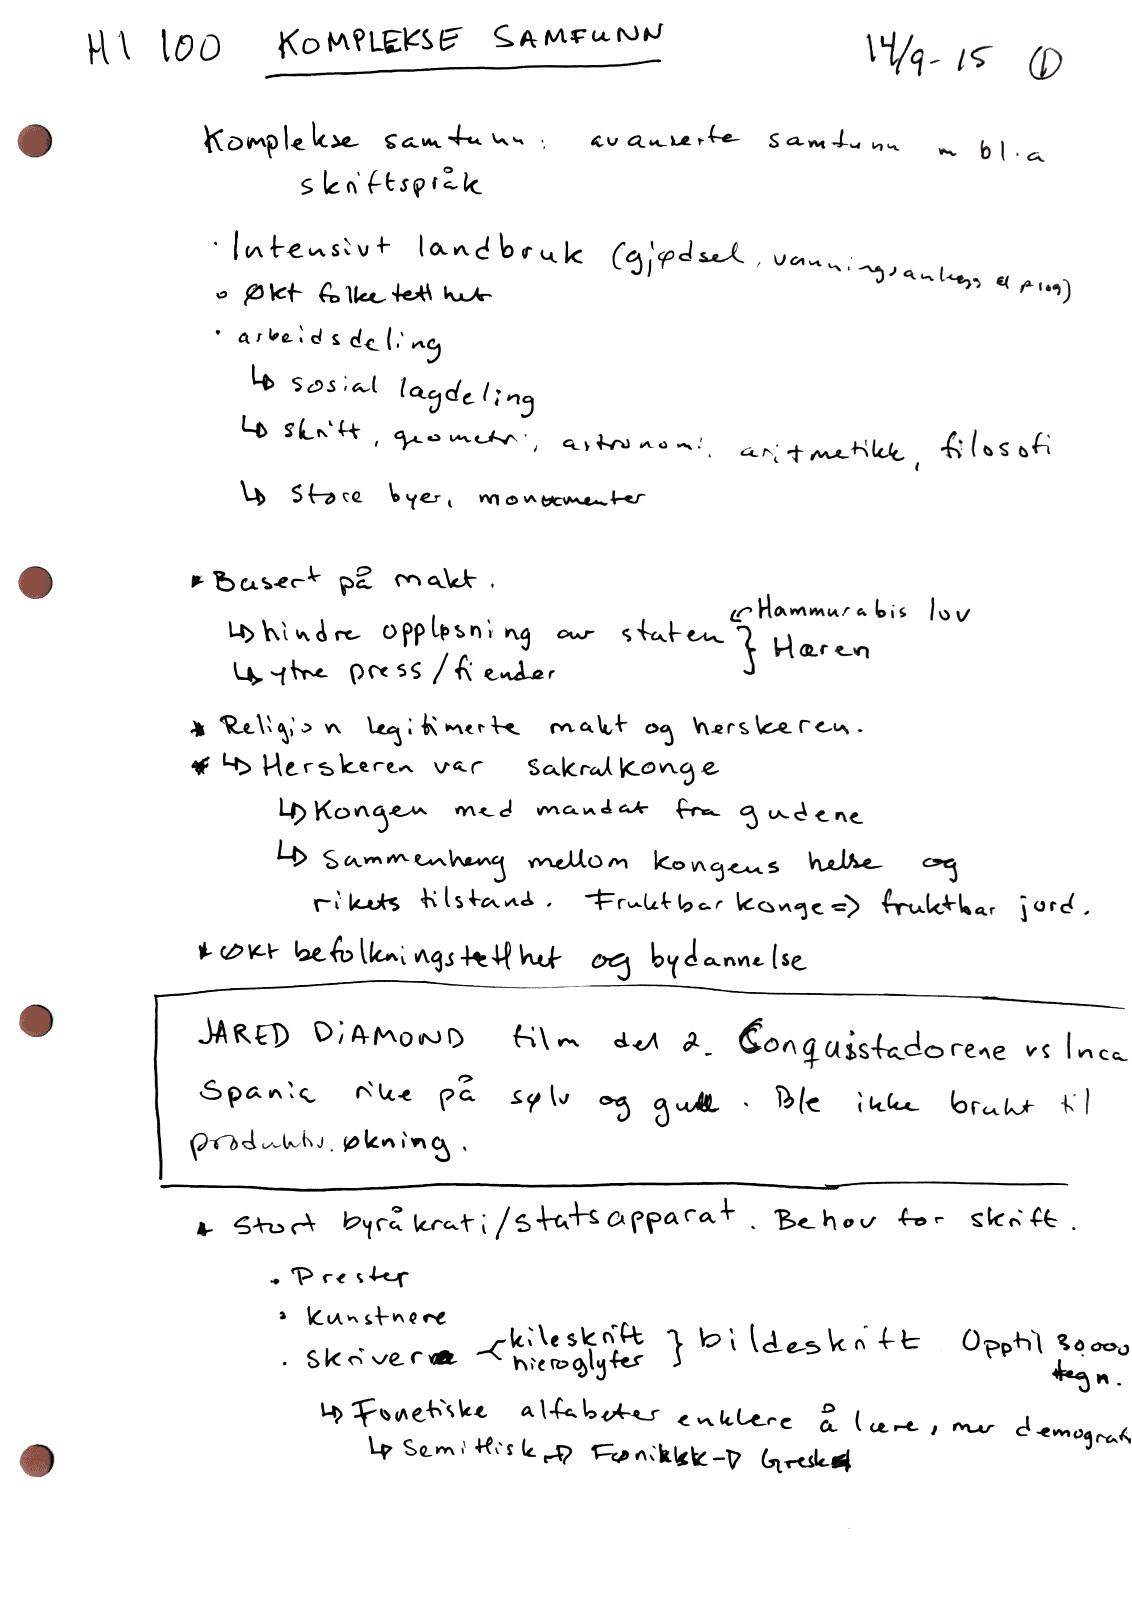 HI 100 KOMPLEKSE SAMFUNN 14/9-15 ①
Komplekse samfunn: avanserte samfunn m bl.a
skriftspråk
· Intensivt landbruk (gjødsel, vanningsanlegg el plog)
· Økt folketetthet
· arbeidsdeling
↳ sosial lagdeling
↳ skrift, geometri, astronomi, aritmetikk, filosofi
↳ store byer, monumenter
* Basert på makt.
↳ hindre oppløsning av staten } ↙ Hammurabis lov
↳ ytre press/fiender } Hæren
* Religion legitimerte makt og herskeren.
* ↳ Herskeren var sakralkonge
↳ Kongen med mandat fra gudene
↳ Sammenheng mellom kongens helse og
rikets tilstand. Fruktbar konge => fruktbar jord.
* Økt befolkningstetthet og bydannelse
JARED DIAMOND film del 2. Conquistadorene vs Inca
Spania rike på sølv og gull. Ble ikke brukt til
produktiv. økning.
* Stort byråkrati/statsapparat. Behov for skrift.
· Prester
· Kunstnere
· Skrivere < kileskrift hieroglyfer } bildeskrift Opptil 30.000
tegn.
↳ Fonetiske alfabeter enklere å lære, mer demograti
↳ Semittisk → Fønikisk → Gresk